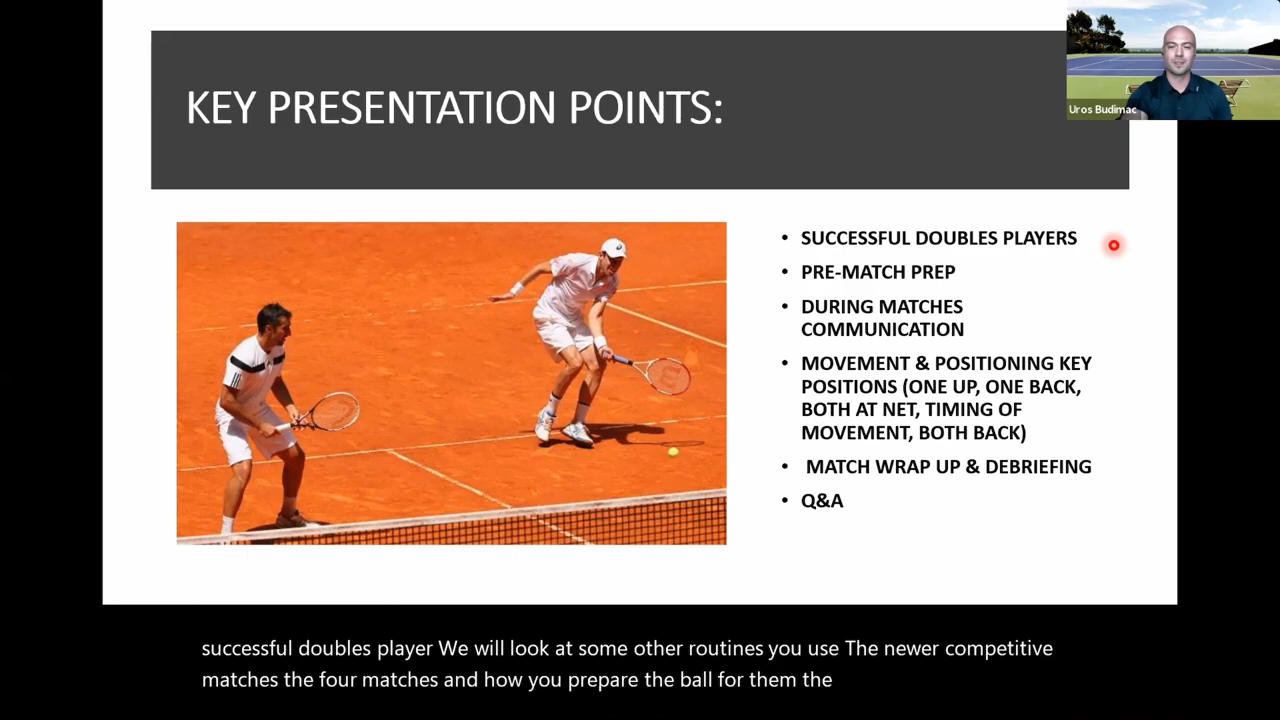 KEY PRESENTATION POINTS:
Uros Budimac
• SUCCESSFUL DOUBLES PLAYERS
• PRE-MATCH PREP
• DURING MATCHES
COMMUNICATION
• MOVEMENT & POSITIONING KEY
POSITIONS (ONE UP, ONE BACK,
BOTH AT NET, TIMING OF
MOVEMENT, BOTH BACK)
• MATCH WRAP UP & DEBRIEFING
• Q&A
successful doubles player We will look at some other routines you use The newer competitive
matches the four matches and how you prepare the ball for them the